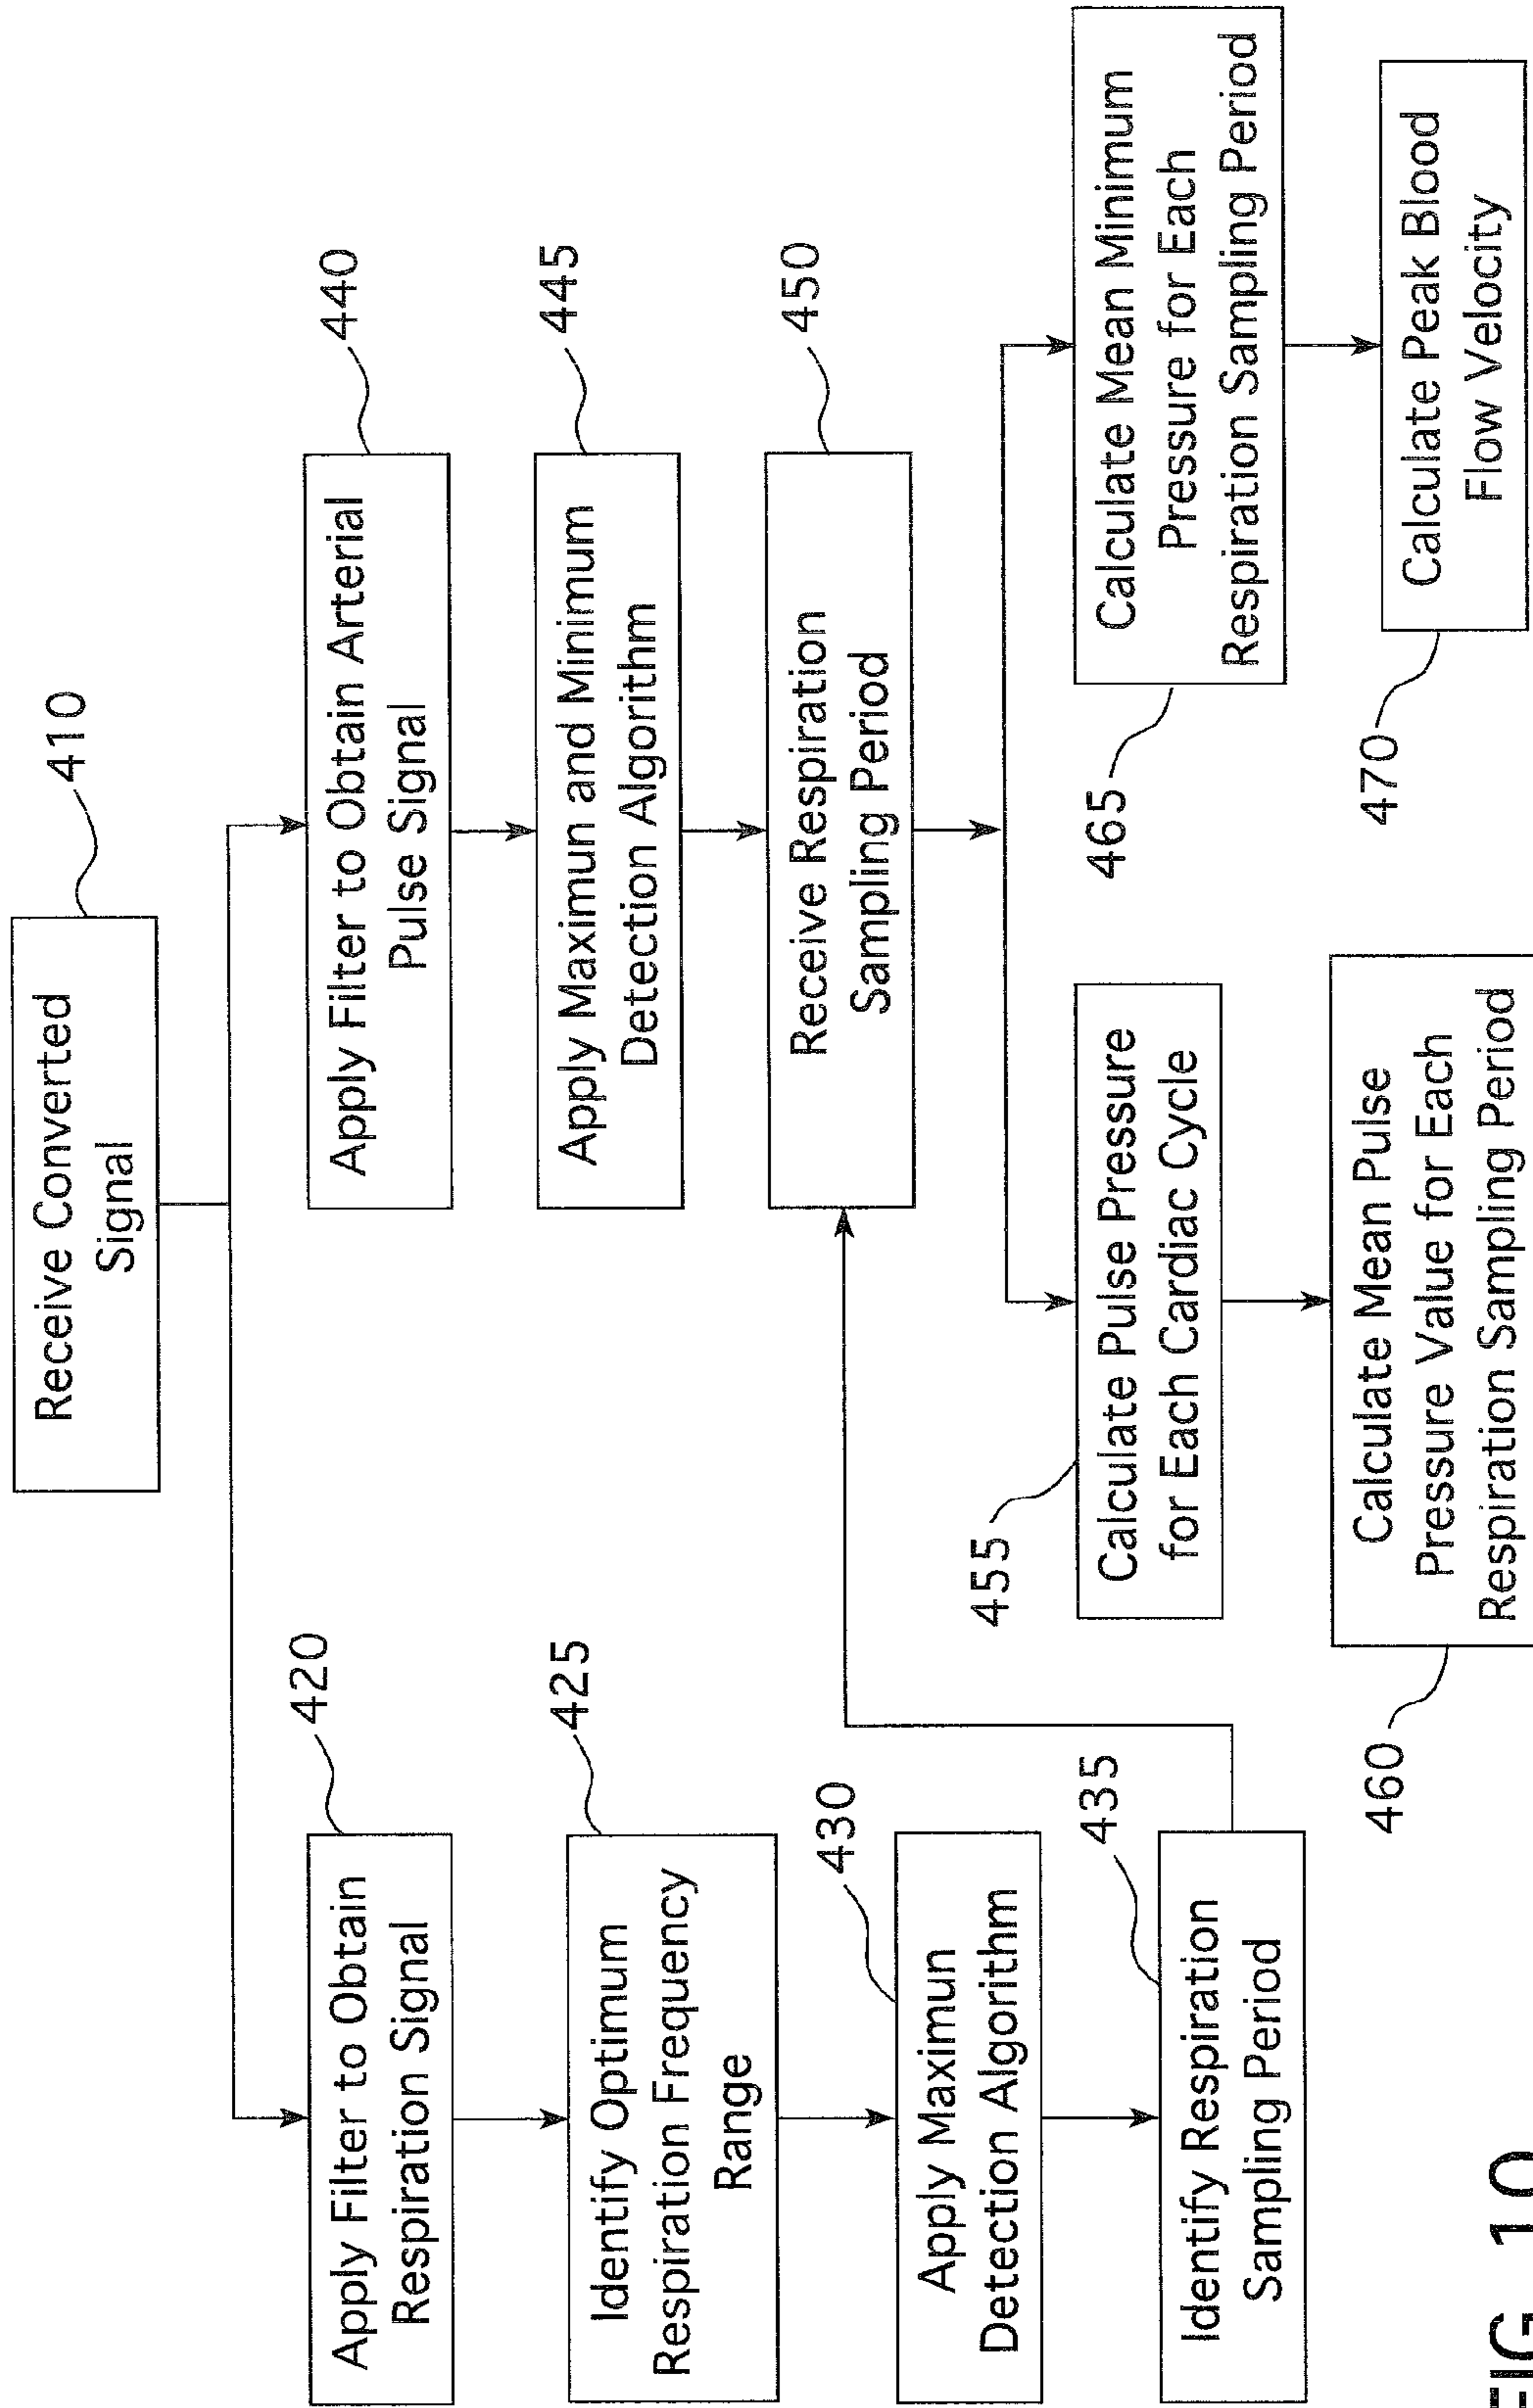 Receive Converted
Signal
410
Apply Filter to Obtain
Respiration Signal
420
Identify Optimum
Respiration Frequency
Range
425
Apply Maximun
Detection Algorithm
430
Identify Respiration
Sampling Period
435
Apply Filter to Obtain Arterial
Pulse Signal
440
Apply Maximun and Minimum
Detection Algorithm
445
Receive Respiration
Sampling Period
450
455
Calculate Pulse Pressure
for Each Cardiac Cycle
460
Calculate Mean Pulse
Pressure Value for Each
Respiration Sampling Period
465
Calculate Mean Minimum
Pressure for Each
Respiration Sampling Period
470
Calculate Peak Blood
Flow Velocity
FIG 10